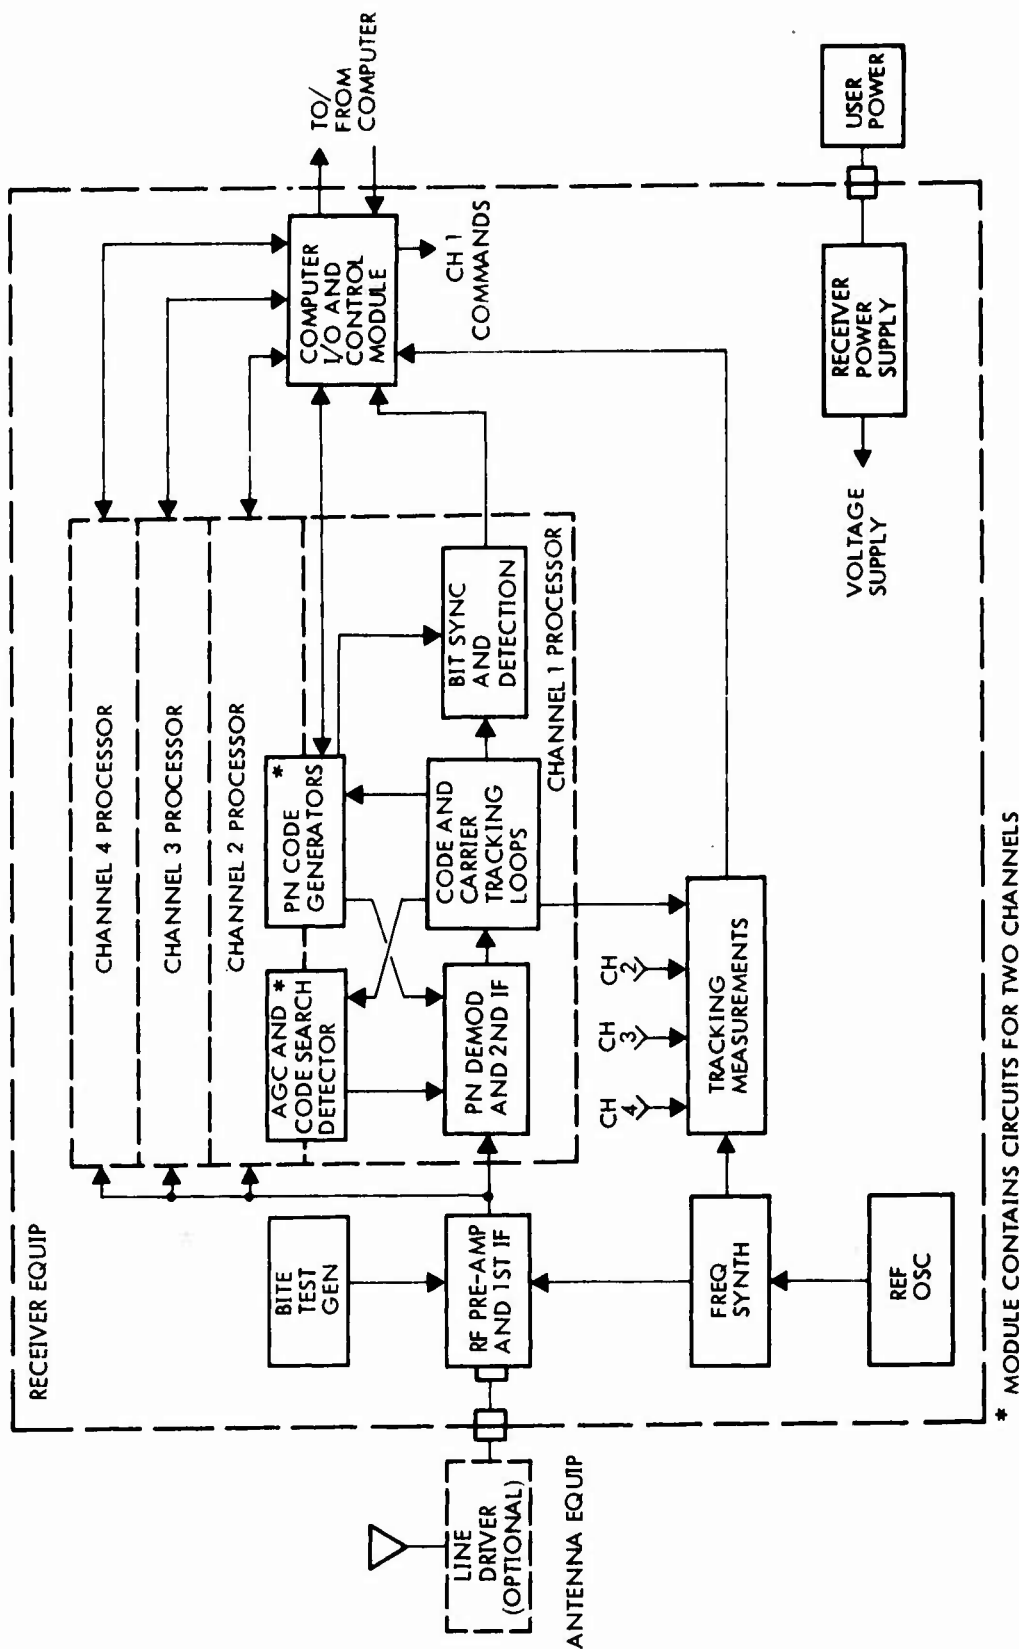 RECEIVER EQUIP
CHANNEL 4 PROCESSOR
CHANNEL 3 PROCESSOR
CHANNEL 2 PROCESSOR
AGC AND *
CODE SEARCH
DETECTOR
*
PN CODE
GENERATORS
PN DEMOD
AND 2ND IF
CODE AND
CARRIER
TRACKING
LOOPS
BIT SYNC
AND
DETECTION
CHANNEL 1 PROCESSOR
COMPUTER
I/O AND
CONTROL
MODULE
TO/
FROM
COMPUTER
CH 1
COMMANDS
BITE
TEST
GEN
RF PRE-AMP
AND 1ST IF
LINE
DRIVER
(OPTIONAL)
ANTENNA EQUIP
CH
4
CH
3
CH
2
FREQ
SYNTH
TRACKING
MEASUREMENTS
REF
OSC
VOLTAGE
SUPPLY
RECEIVER
POWER
SUPPLY
USER
POWER
* MODULE CONTAINS CIRCUITS FOR TWO CHANNELS